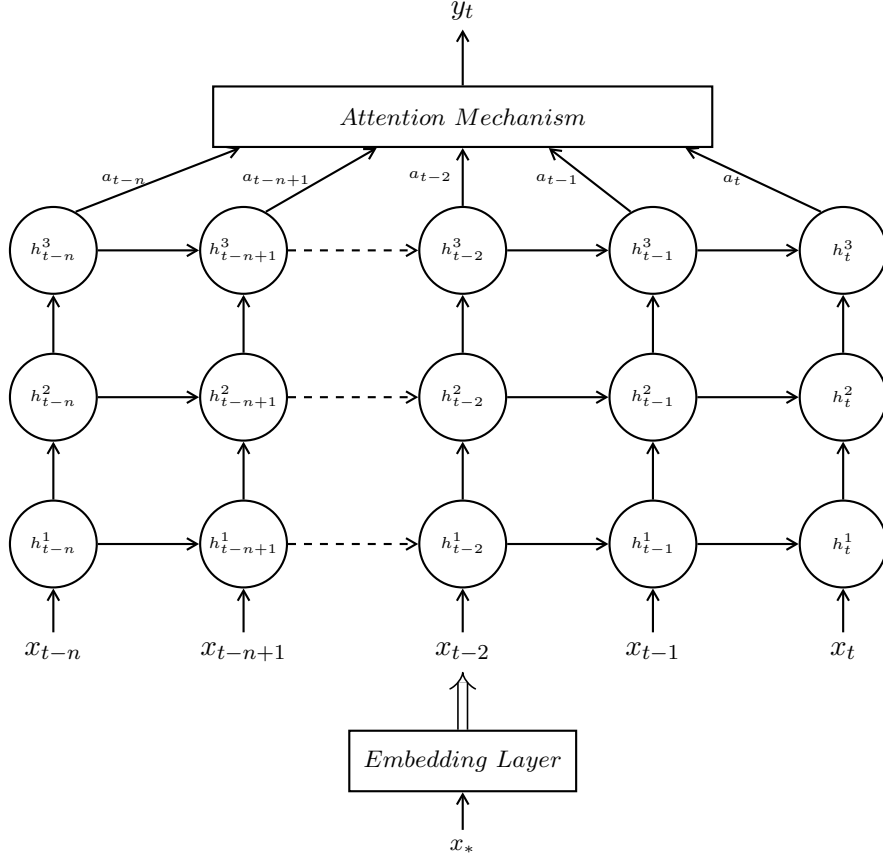 y_t
Attention Mechanism
a_{t-n} a_{t-n+1} a_{t-2} a_{t-1} a_t
h^3_{t-n} h^3_{t-n+1} h^3_{t-2} h^3_{t-1} h^3_t
h^2_{t-n} h^2_{t-n+1} h^2_{t-2} h^2_{t-1} h^2_t
h^1_{t-n} h^1_{t-n+1} h^1_{t-2} h^1_{t-1} h^1_t
x_{t-n} x_{t-n+1} x_{t-2} x_{t-1} x_t
Embedding Layer
x_*